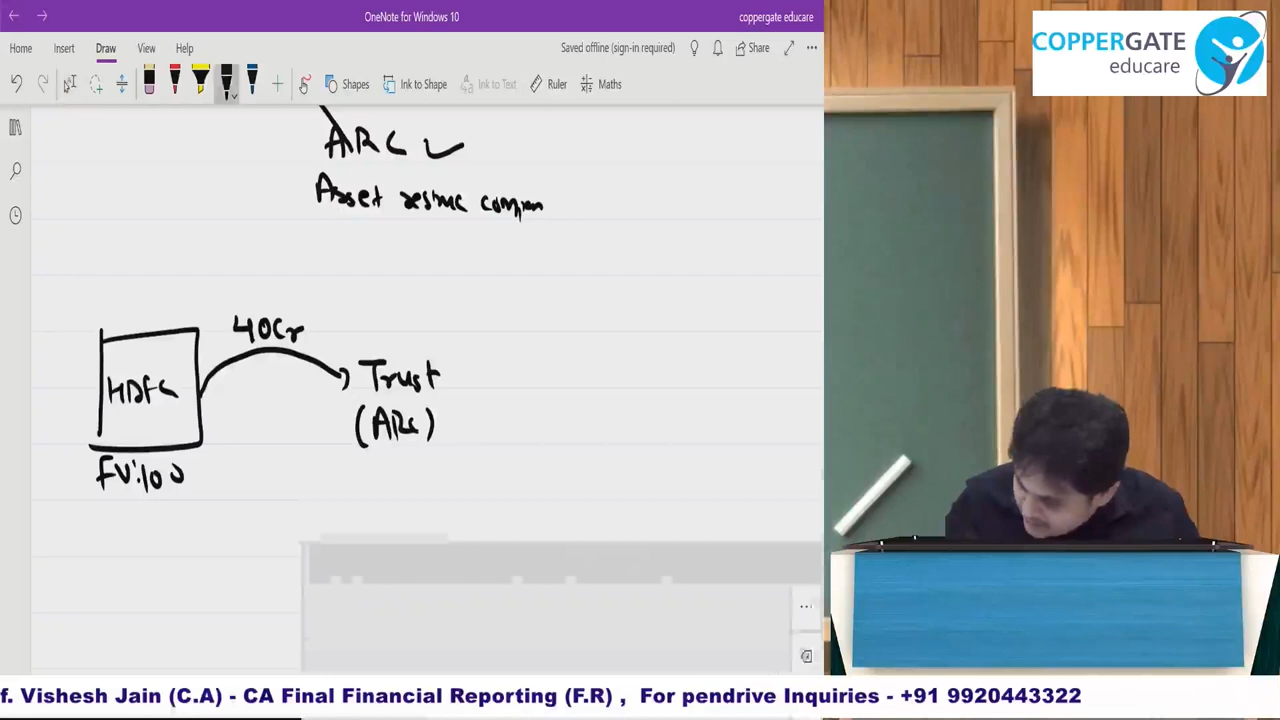 OneNote for Windows 10
coppergate educare
Home Insert Draw View Help
Saved offline (sign-in required)
Share
Shapes
Ink to Shape
Ink to Text
Ruler
Maths
COPPERGATE
educare
ARC
Asset
40Cr
HDFC
Trust
(ARC)
FV:100
f. Vishesh Jain (C.A) - CA Final Financial Reporting (F.R) , For pendrive Inquiries - +91 9920443322